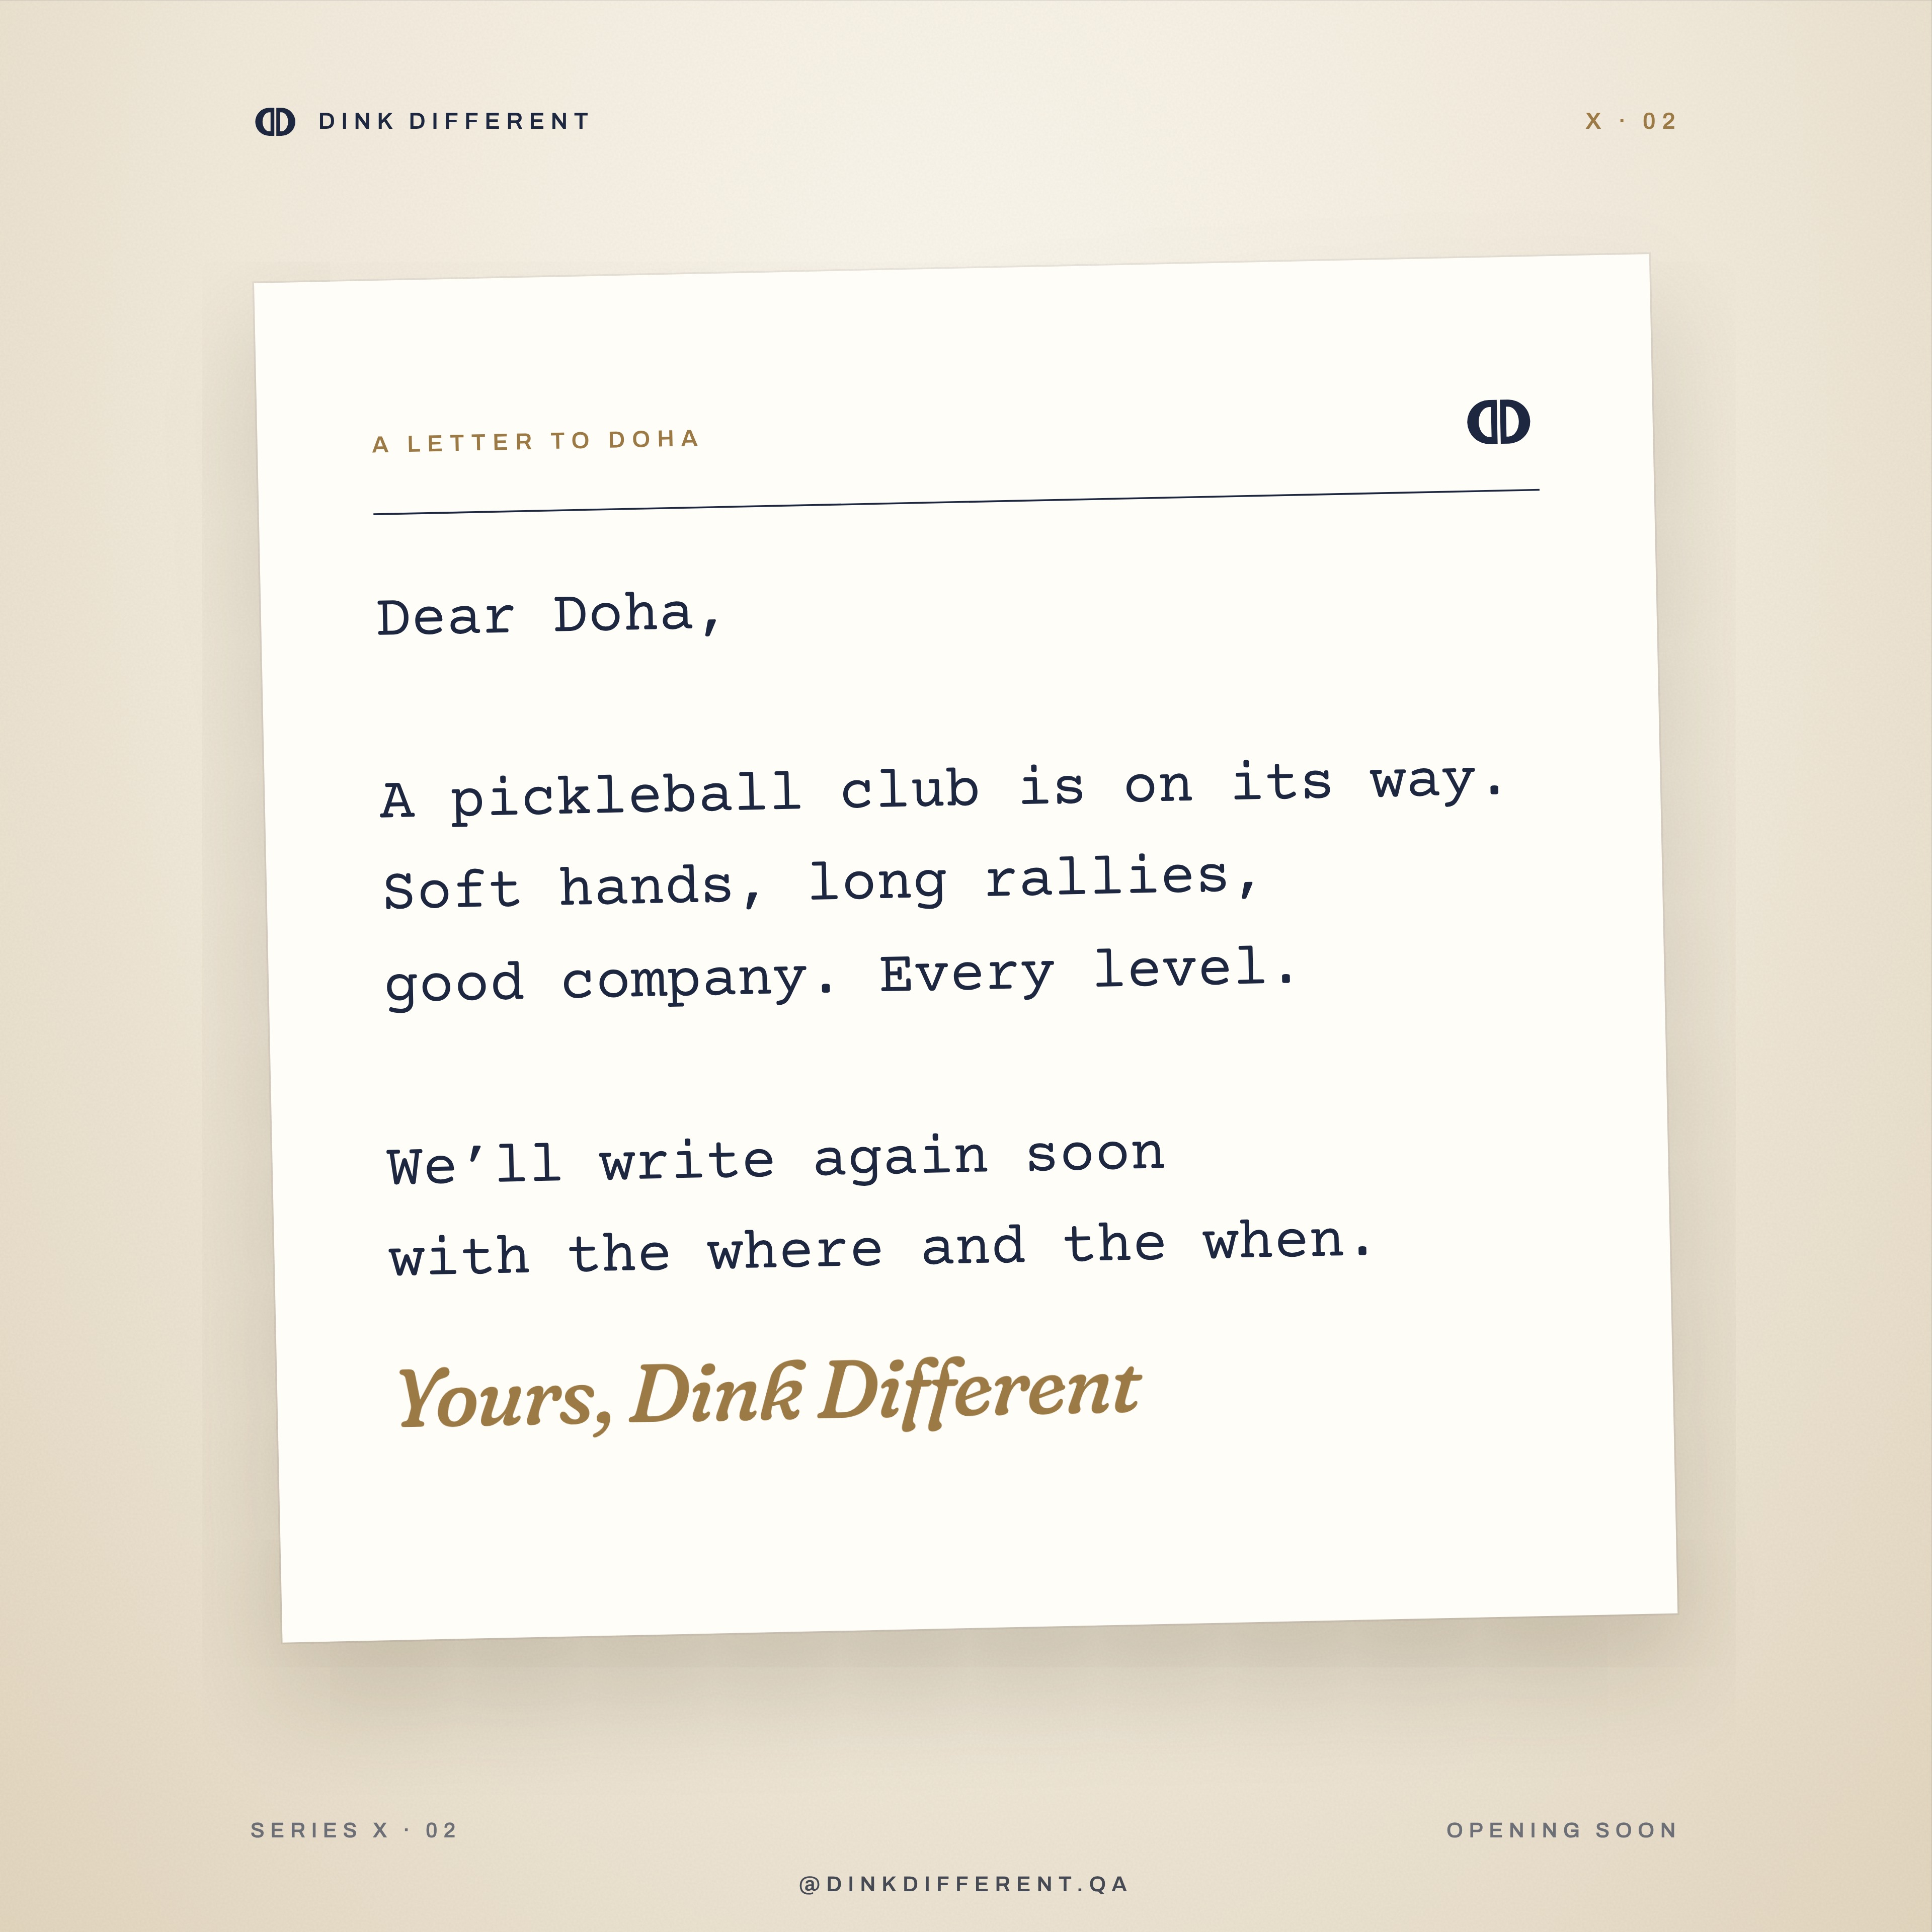 DINK DIFFERENT
X · 02
A LETTER TO DOHA
Dear Doha,
A pickleball club is on its way.
Soft hands, long rallies,
good company. Every level.
We’ll write again soon
with the where and the when.
Yours, Dink Different
SERIES X · 02
OPENING SOON
@DINKDIFFERENT.QA